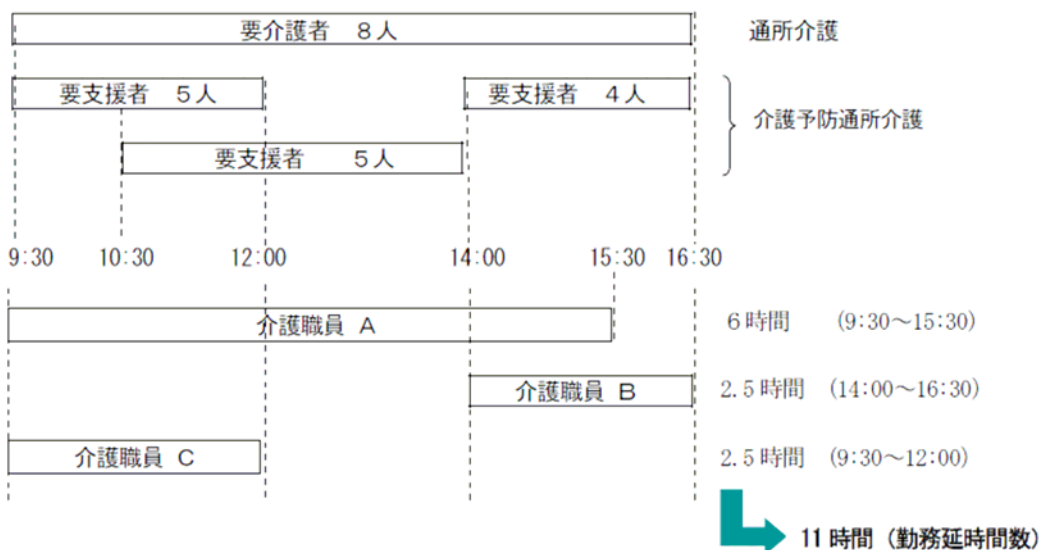 要介護者 8人 通所介護
要支援者 5人 要支援者 4人
介護予防通所介護
要支援者 5人
9:30 10:30 12:00 14:00 15:30 16:30
介護職員 A 6時間 (9:30～15:30)
介護職員 B 2.5時間 (14:00～16:30)
介護職員 C 2.5時間 (9:30～12:00)
11時間（勤務延時間数）